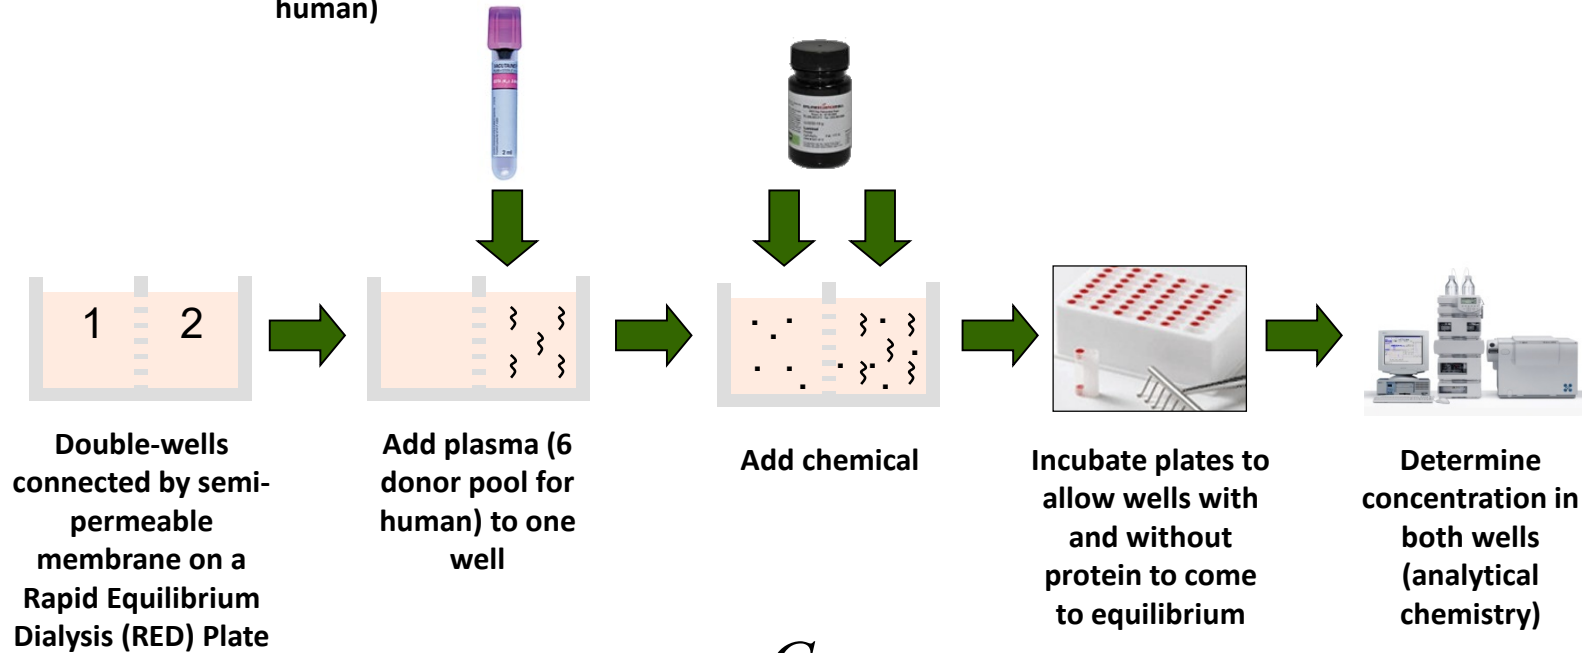 human)
2 ml
1
2
Double-wells
connected by semi-
permeable
membrane on a
Rapid Equilibrium
Dialysis (RED) Plate
Add plasma (6
donor pool for
human) to one
well
Add chemical
Incubate plates to
allow wells with
and without
protein to come
to equilibrium
Determine
concentration in
both wells
(analytical
chemistry)